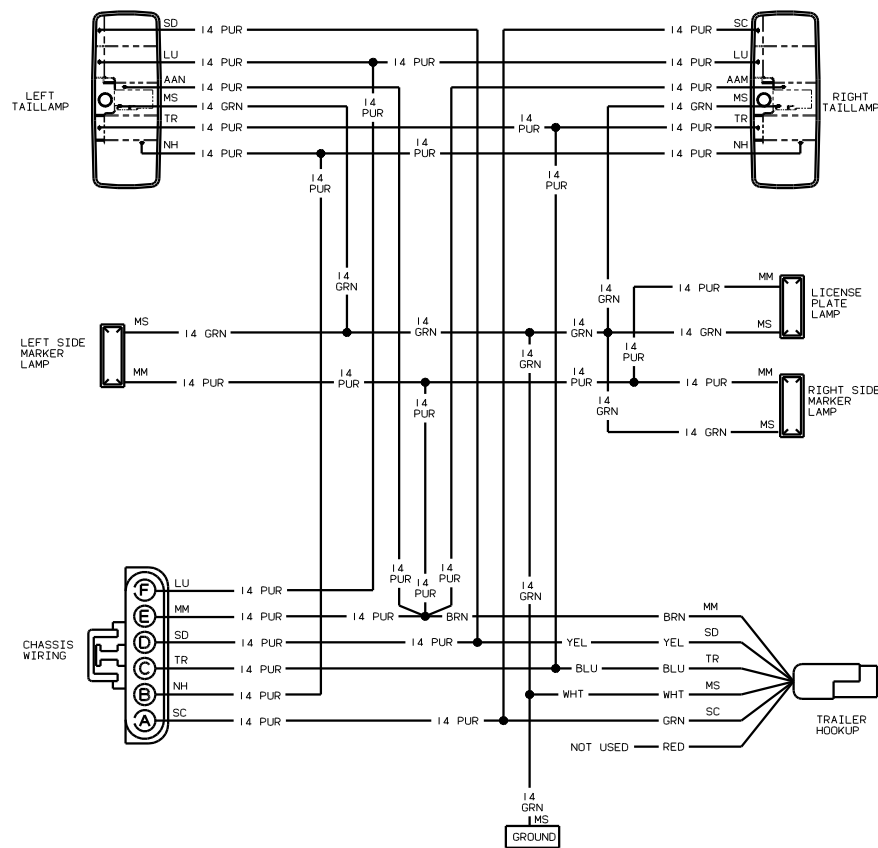 SD 14 PUR 14 PUR SC
LU 14 PUR 14 PUR 14 PUR LU
LEFT TAILLAMP
AAN 14 PUR 14 PUR 14 PUR AAM
RIGHT TAILLAMP
MS 14 GRN 14 GRN MS
TR 14 PUR 14 PUR 14 PUR TR
NH 14 PUR 14 PUR 14 PUR NH
14 PUR 14 PUR 14 PUR
14 GRN 14 GRN
MM
14 PUR
LICENSE
PLATE
LAMP
MS 14 GRN 14 GRN 14 GRN 14 GRN MS
LEFT SIDE
MARKER
LAMP
14 GRN 14 PUR
MM 14 PUR 14 PUR 14 PUR 14 PUR MM
RIGHT SIDE
MARKER
LAMP
14 PUR 14 GRN
14 GRN MS
14 PUR 14 PUR 14 PUR 14 GRN
F LU 14 PUR
E MM 14 PUR 14 PUR BRN BRN MM
D SD 14 PUR 14 PUR YEL YEL SD
CHASSIS
WIRING
C TR 14 PUR BLU BLU TR
B NH 14 PUR WHT WHT MS
A SC 14 PUR 14 PUR GRN SC
TRAILER
HOOKUP
NOT USED RED
14 GRN
MS
GROUND